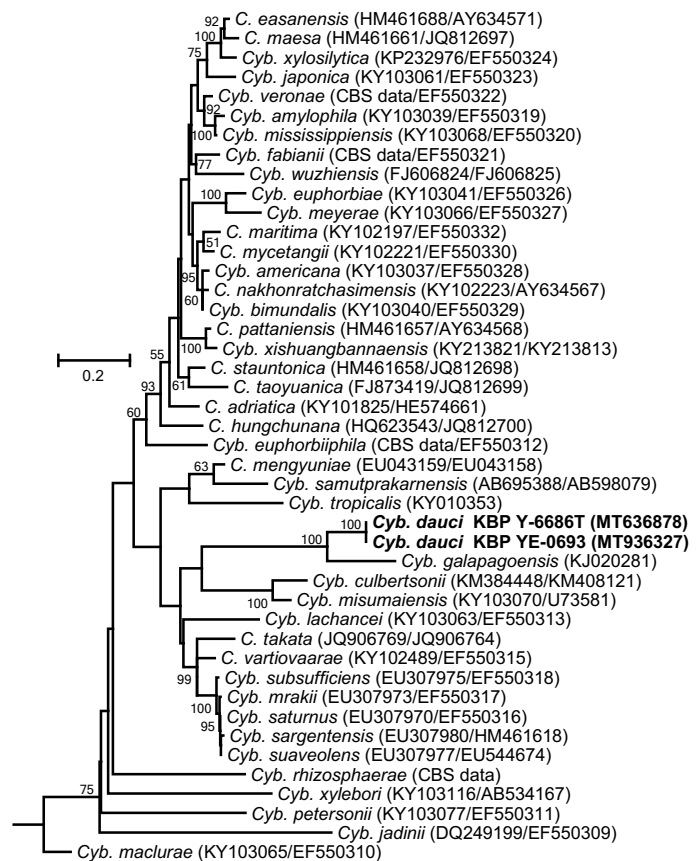 92
C. easanensis (HM461688/AY634571)
100
C. maesa (HM461661/JQ812697)
75
Cyb. xylosilytica (KP232976/EF550324)
Cyb. japonica (KY103061/EF550323)
Cyb. veronae (CBS data/EF550322)
92
Cyb. amylophila (KY103039/EF550319)
100
Cyb. mississippiensis (KY103068/EF550320)
Cyb. fabianii (CBS data/EF550321)
77
Cyb. wuzhiensis (FJ606824/FJ606825)
100
Cyb. euphorbiae (KY103041/EF550326)
Cyb. meyerae (KY103066/EF550327)
C. maritima (KY102197/EF550332)
51
C. mycetangii (KY102221/EF550330)
95
Cyb. americana (KY103037/EF550328)
C. nakhonratchasimensis (KY102223/AY634567)
60
Cyb. bimundalis (KY103040/EF550329)
C. pattaniensis (HM461657/AY634568)
100
Cyb. xishuangbannaensis (KY213821/KY213813)
0.2
55
C. stauntonica (HM461658/JQ812698)
61
C. taoyuanica (FJ873419/JQ812699)
93
C. adriatica (KY101825/HE574661)
60
C. hungchunana (HQ623543/JQ812700)
Cyb. euphorbiiphila (CBS data/EF550312)
63
C. mengyuniae (EU043159/EU043158)
Cyb. samutprakarnensis (AB695388/AB598079)
Cyb. tropicalis (KY010353)
100
Cyb. dauci KBP Y-6686T (MT636878)
100
Cyb. dauci KBP YE-0693 (MT936327)
Cyb. galapagoensis (KJ020281)
Cyb. culbertsonii (KM384448/KM408121)
100
Cyb. misumaiensis (KY103070/U73581)
Cyb. lachancei (KY103063/EF550313)
C. takata (JQ906769/JQ906764)
C. vartiovaarae (KY102489/EF550315)
99
Cyb. subsufficiens (EU307975/EF550318)
Cyb. mrakii (EU307973/EF550317)
100
Cyb. saturnus (EU307970/EF550316)
95
Cyb. sargentensis (EU307980/HM461618)
Cyb. suaveolens (EU307977/EU544674)
Cyb. rhizosphaerae (CBS data)
75
Cyb. xylebori (KY103116/AB534167)
Cyb. petersonii (KY103077/EF550311)
Cyb. jadinii (DQ249199/EF550309)
Cyb. maclurae (KY103065/EF550310)